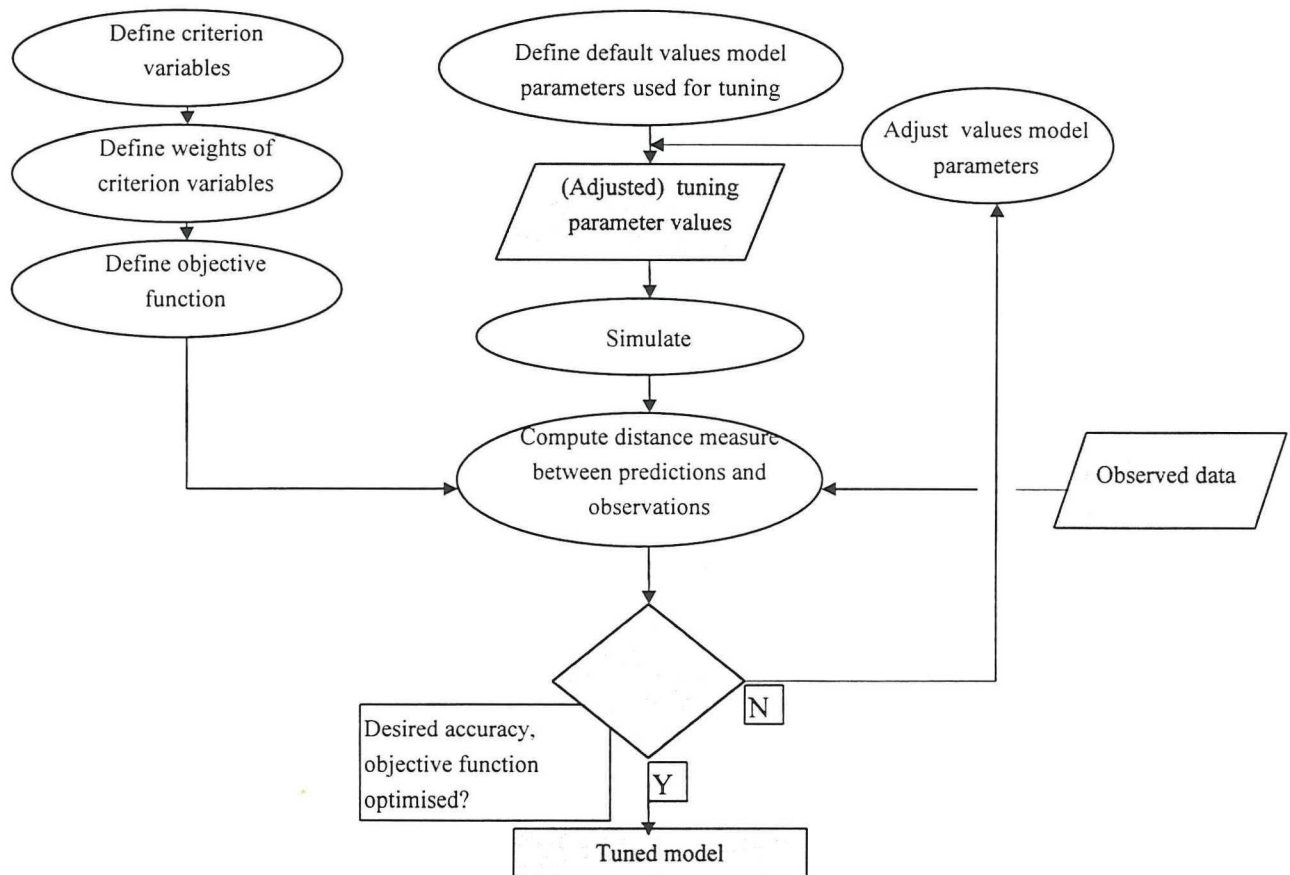 Define criterion
variables
Define weights of
criterion variables
Define objective
function
Define default values model
parameters used for tuning
Adjust values model
parameters
(Adjusted) tuning
parameter values
Simulate
Compute distance measure
between predictions and
observations
Observed data
N
Desired accuracy,
objective function
optimised?
Y
Tuned model